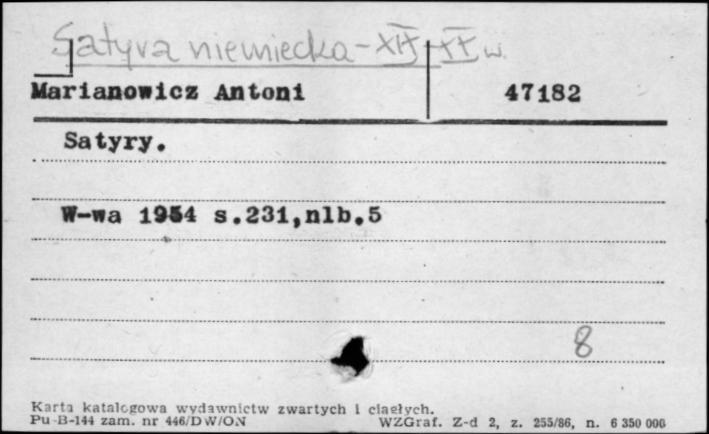 Satyra niemiecka - XIX XX w.
Marianowicz Antoni 47182
Satyry.
W-wa 1954 s.231,nlb.5
8
Karta katalogowa wydawnictw zwartych i ciągłych.
Pu-B-144 zam. nr 446/DW/ON WZGraf. Z-d 2, z. 255/86, n. 6 350 000